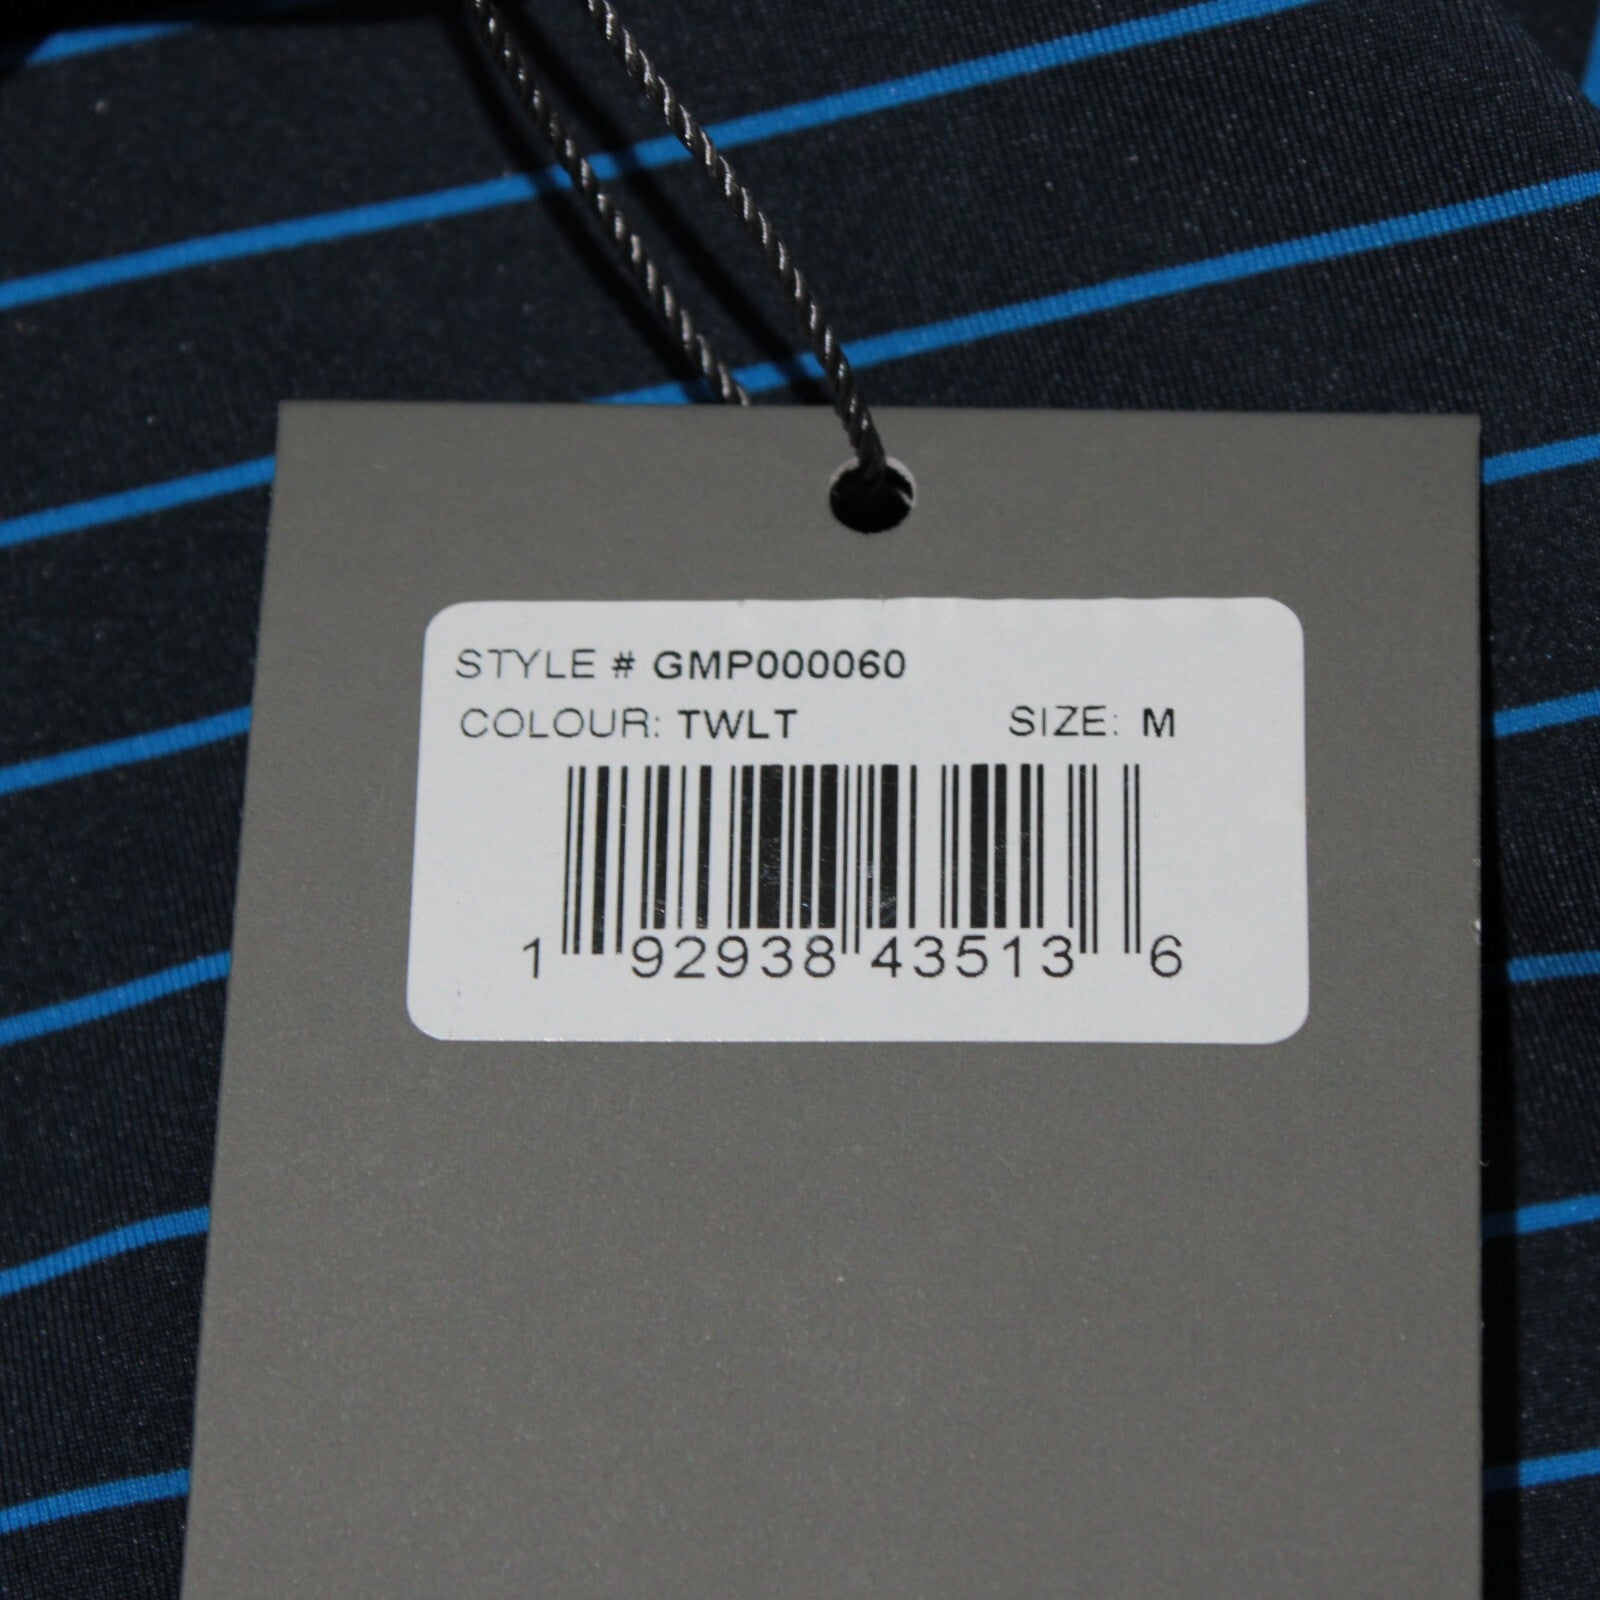 STYLE # GMP000060
COLOUR: TWLT SIZE: M
1 92938 43513 6